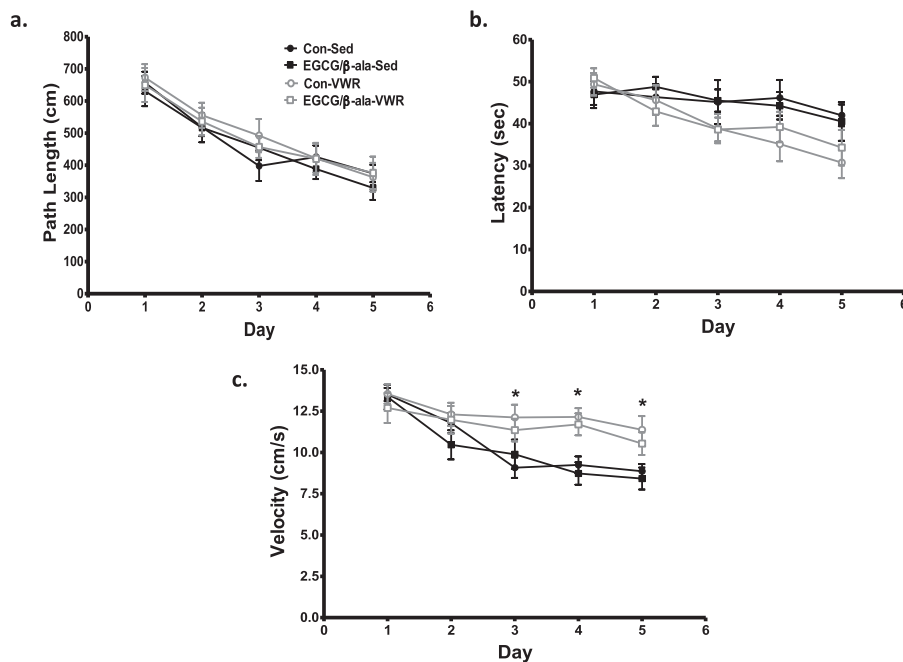 a.
Path Length (cm)
800
700
600
500
400
300
200
100
0
0 1 2 3 4 5 6
Day
Con-Sed
EGCG/β-ala-Sed
Con-VWR
EGCG/β-ala-VWR
b.
Latency (sec)
60
50
40
30
20
10
0
0 1 2 3 4 5 6
Day
c.
Velocity (cm/s)
15.0
12.5
10.0
7.5
5.0
2.5
0.0
* * *
0 1 2 3 4 5 6
Day